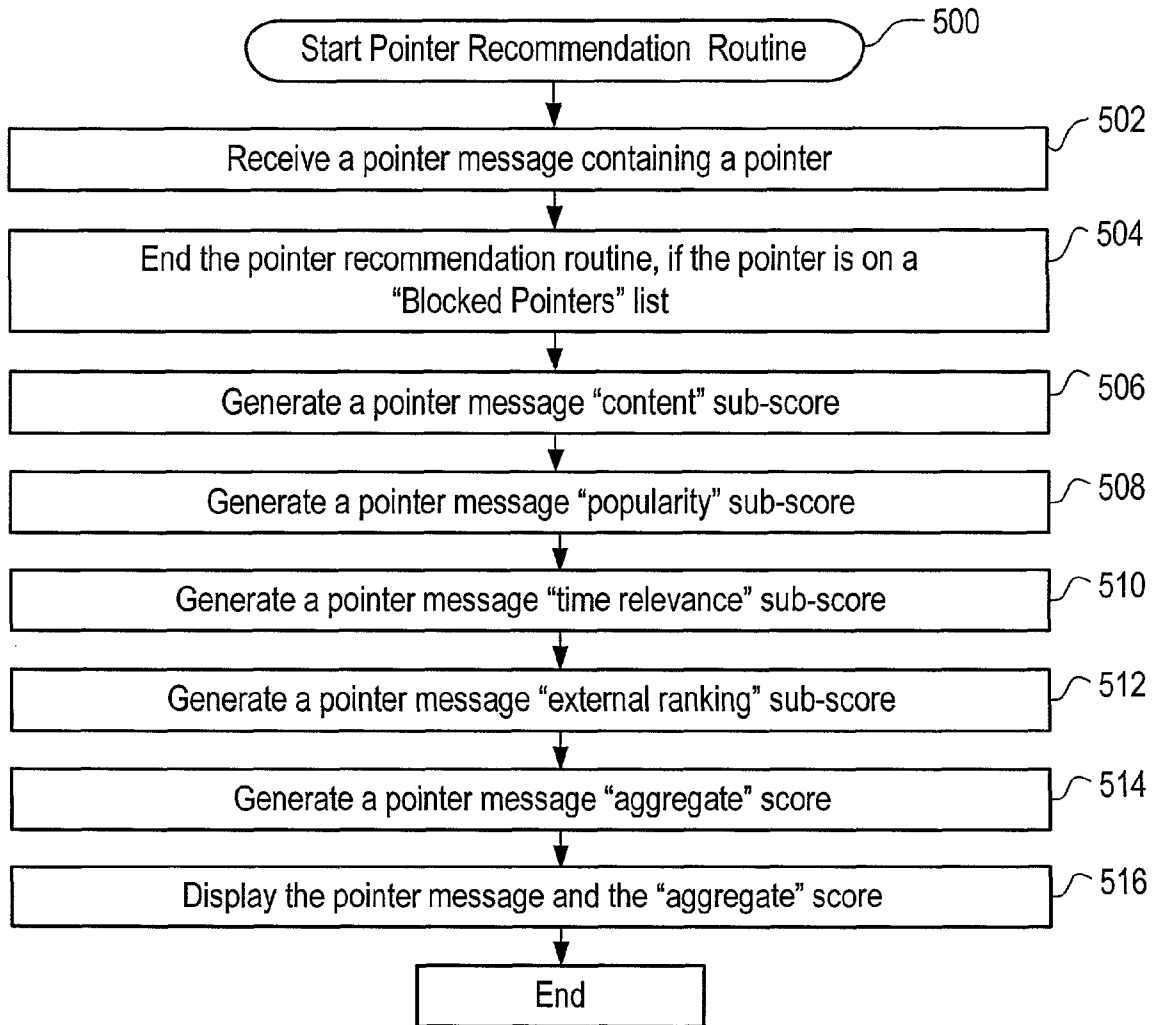 Start Pointer Recommendation Routine
500
Receive a pointer message containing a pointer
502
End the pointer recommendation routine, if the pointer is on a
“Blocked Pointers” list
504
Generate a pointer message “content” sub-score
506
Generate a pointer message “popularity” sub-score
508
Generate a pointer message “time relevance” sub-score
510
Generate a pointer message “external ranking” sub-score
512
Generate a pointer message “aggregate” score
514
Display the pointer message and the “aggregate” score
516
End